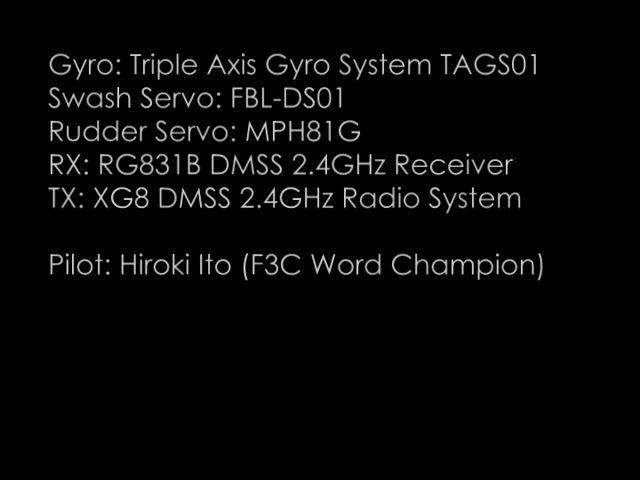 Gyro: Triple Axis Gyro System TAGS01
Swash Servo: FBL-DS01
Rudder Servo: MPH81G
RX: RG831B DMSS 2.4GHz Receiver
TX: XG8 DMSS 2.4GHz Radio System
Pilot: Hiroki Ito (F3C Word Champion)